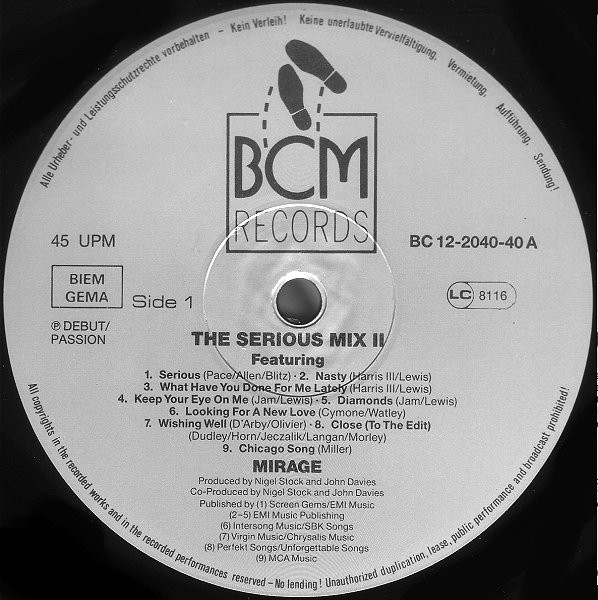 Alle Urheber- und Leistungsschutzrechte vorbehalten – Kein Verleih! Keine unerlaubte Vervielfältigung, Vermietung, Aufführung, Sendung!
BCM
RECORDS
45 UPM
BC 12-2040-40 A
BIEM
GEMA
Side 1
LC 8116
Ⓟ DEBUT/
PASSION
THE SERIOUS MIX II
Featuring
1. Serious (Pace/Allen/Blitz) · 2. Nasty (Harris III/Lewis)
3. What Have You Done For Me Lately (Harris III/Lewis)
4. Keep Your Eye On Me (Jam/Lewis) · 5. Diamonds (Jam/Lewis)
6. Looking For A New Love (Cymone/Watley)
7. Wishing Well (D'Arby/Olivier) · 8. Close (To The Edit)
(Dudley/Horn/Jeczalik/Langan/Morley)
9. Chicago Song (Miller)
MIRAGE
Produced by Nigel Stock and John Davies
Co-Produced by Nigel Stock and John Davies
Published by (1) Screen Gems/EMI Music
(2-5) EMI Music Publishing
(6) Intersong Music/SBK Songs
(7) Virgin Music/Chrysalis Music
(8) Perfekt Songs/Unforgettable Songs
(9) MCA Music
All copyrights in the recorded works and in the recorded performances reserved – No lending! Unauthorized duplication, lease, public performance and broadcast prohibited!